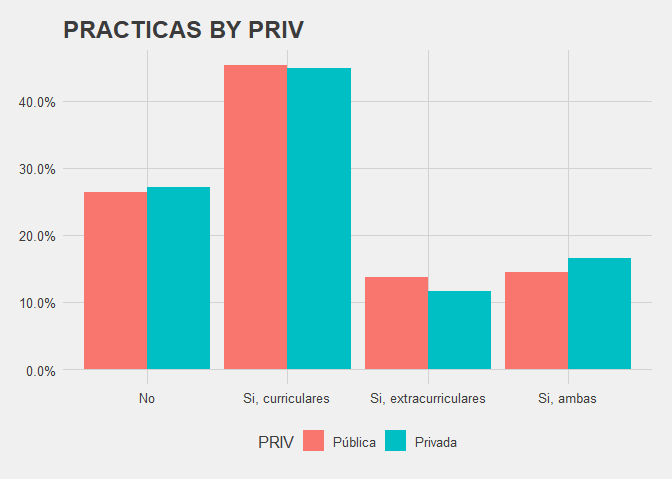 PRACTICAS BY PRIV
40.0%
30.0%
20.0%
10.0%
0.0%
No Si, curriculares Si, extracurriculares Si, ambas
PRIV Pública Privada